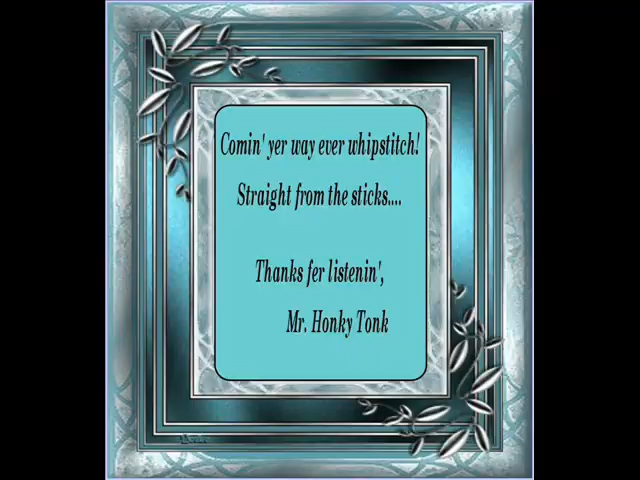 Comin' yer way ever whipstitch!
Straight from the sticks....
Thanks fer listenin',
Mr. Honky Tonk